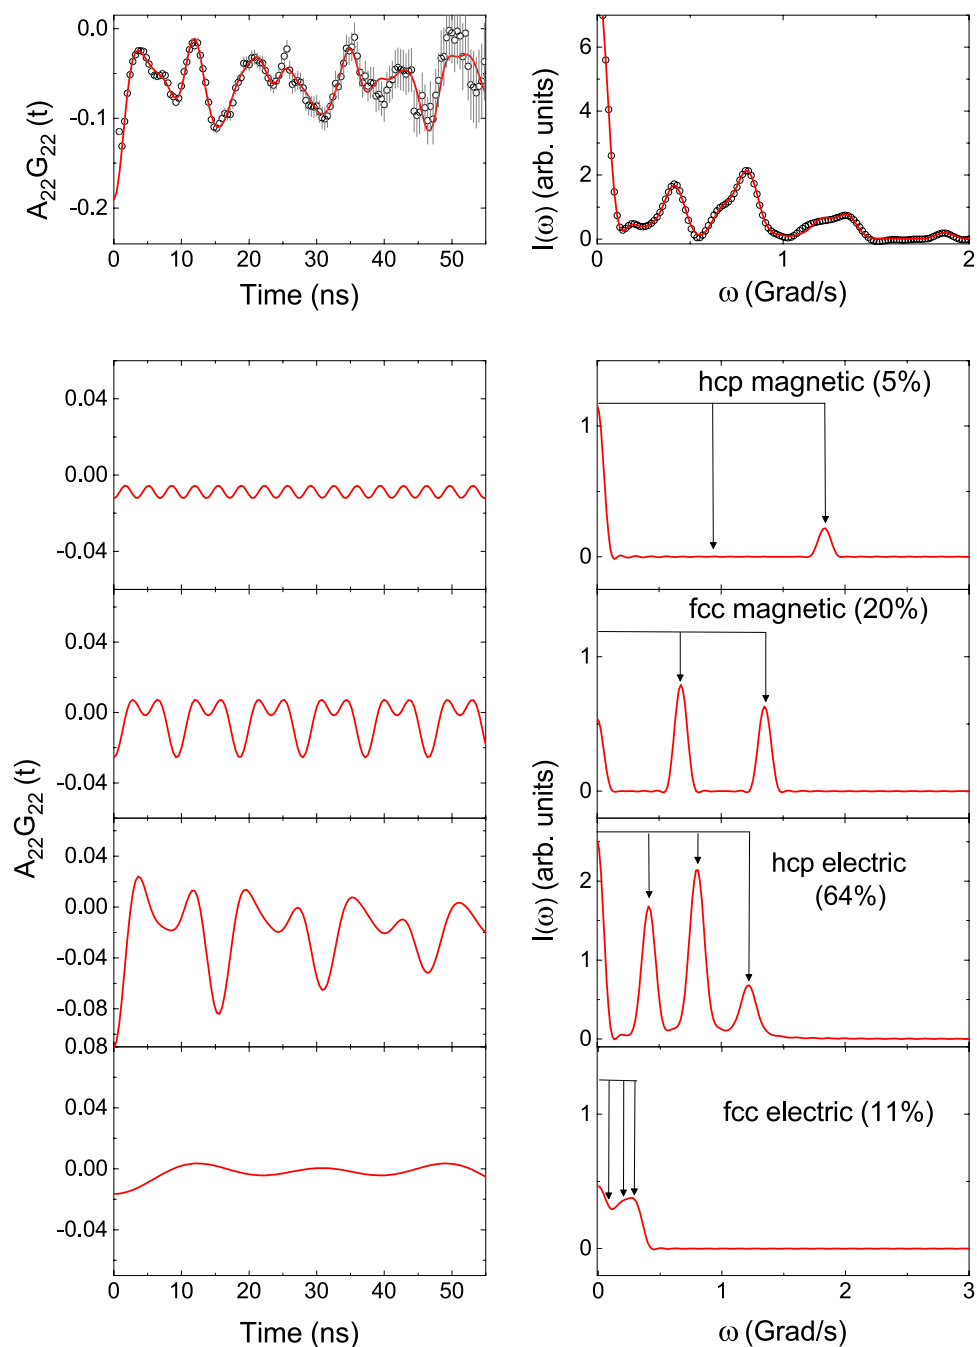 0.0
-0.1
-0.2
A22G22 (t)
0 10 20 30 40 50
Time (ns)
6
4
2
0
I(ω) (arb. units)
0 1 2
ω (Grad/s)
0.04
0.00
-0.04
0.04
0.00
-0.04
0.04
0.00
-0.04
-0.08
0.08
0.04
0.00
-0.04
A22G22 (t)
0 10 20 30 40 50
Time (ns)
hcp magnetic (5%)
1
0
fcc magnetic (20%)
1
0
hcp electric
(64%)
2
1
0
fcc electric (11%)
1
0
I(ω) (arb. units)
0 1 2 3
ω (Grad/s)